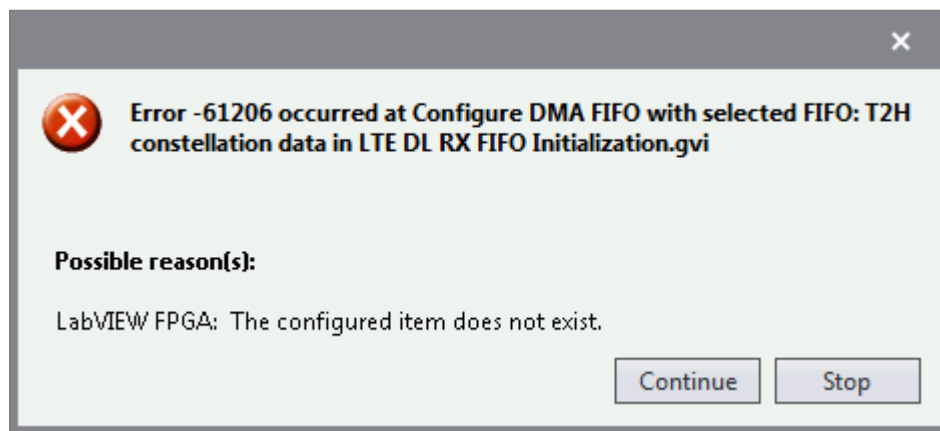 Error -61206 occurred at Configure DMA FIFO with selected FIFO: T2H
constellation data in LTE DL RX FIFO Initialization.gvi
Possible reason(s):
LabVIEW FPGA:  The configured item does not exist.
Continue
Stop